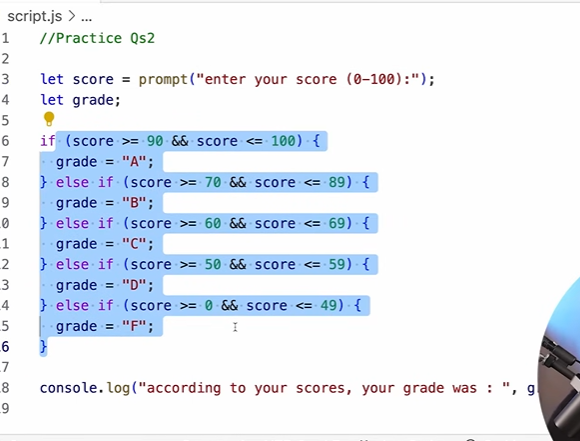 script.js > ...
1 //Practice Qs2
2
3 let score = prompt("enter your score (0-100):");
4 let grade;
5
6 if (score >= 90 && score <= 100) {
7 grade = "A";
8 } else if (score >= 70 && score <= 89) {
9 grade = "B";
.0 } else if (score >= 60 && score <= 69) {
.1 grade = "C";
.2 } else if (score >= 50 && score <= 59) {
.3 grade = "D";
.4 } else if (score >= 0 && score <= 49) {
.5 grade = "F";
.6 }
.7
.8 console.log("according to your scores, your grade was : ", g
.9